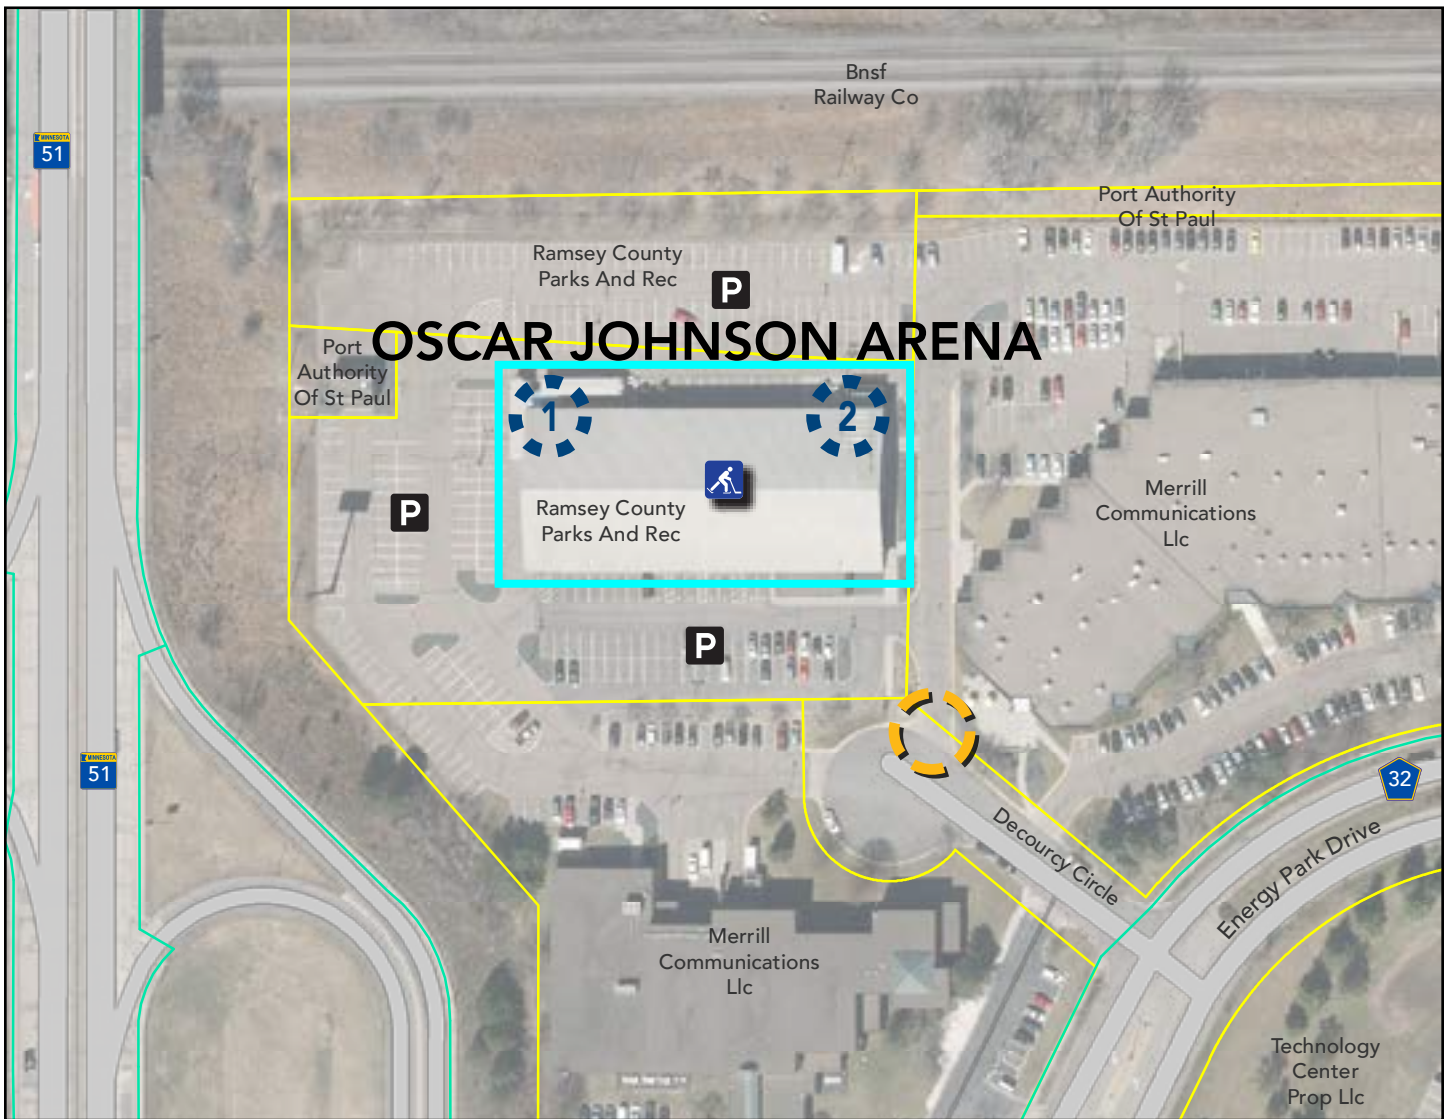 Bnsf
Railway Co
MINNESOTA
51
Port Authority
Of St Paul
Ramsey County
Parks And Rec
P
OSCAR JOHNSON ARENA
Port
Authority
Of St Paul
1
2
P
Ramsey County
Parks And Rec
Merrill
Communications
Llc
P
MINNESOTA
51
32
Decourcy Circle
Energy Park Drive
Merrill
Communications
Llc
Technology
Center
Prop Llc